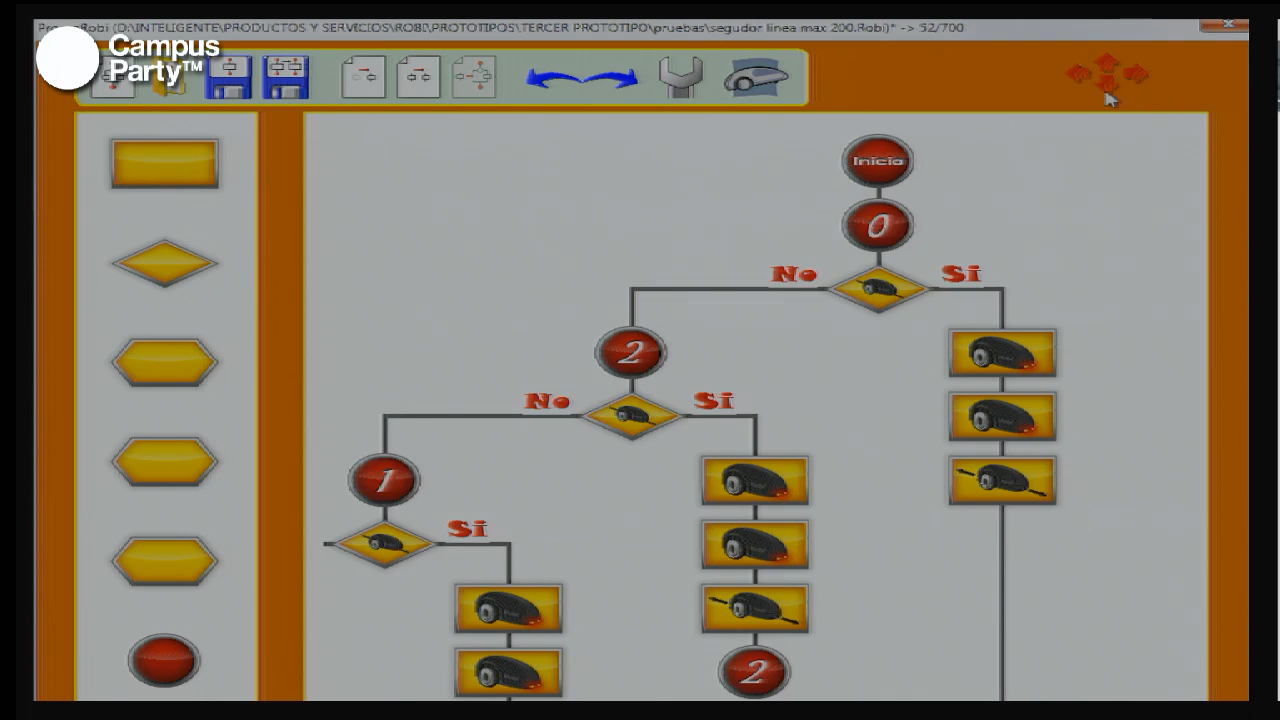 (D:\INTELIGENTE\PRODUCTOS Y SERVICIOS\ROBI\PROTOTIPOS\TERCER PROTOTIPO\pruebas\segudor linea max 200.Robi)* -> 52/700
Campus
Party™
Inicio
0
No
Si
2
No
Si
1
Si
2